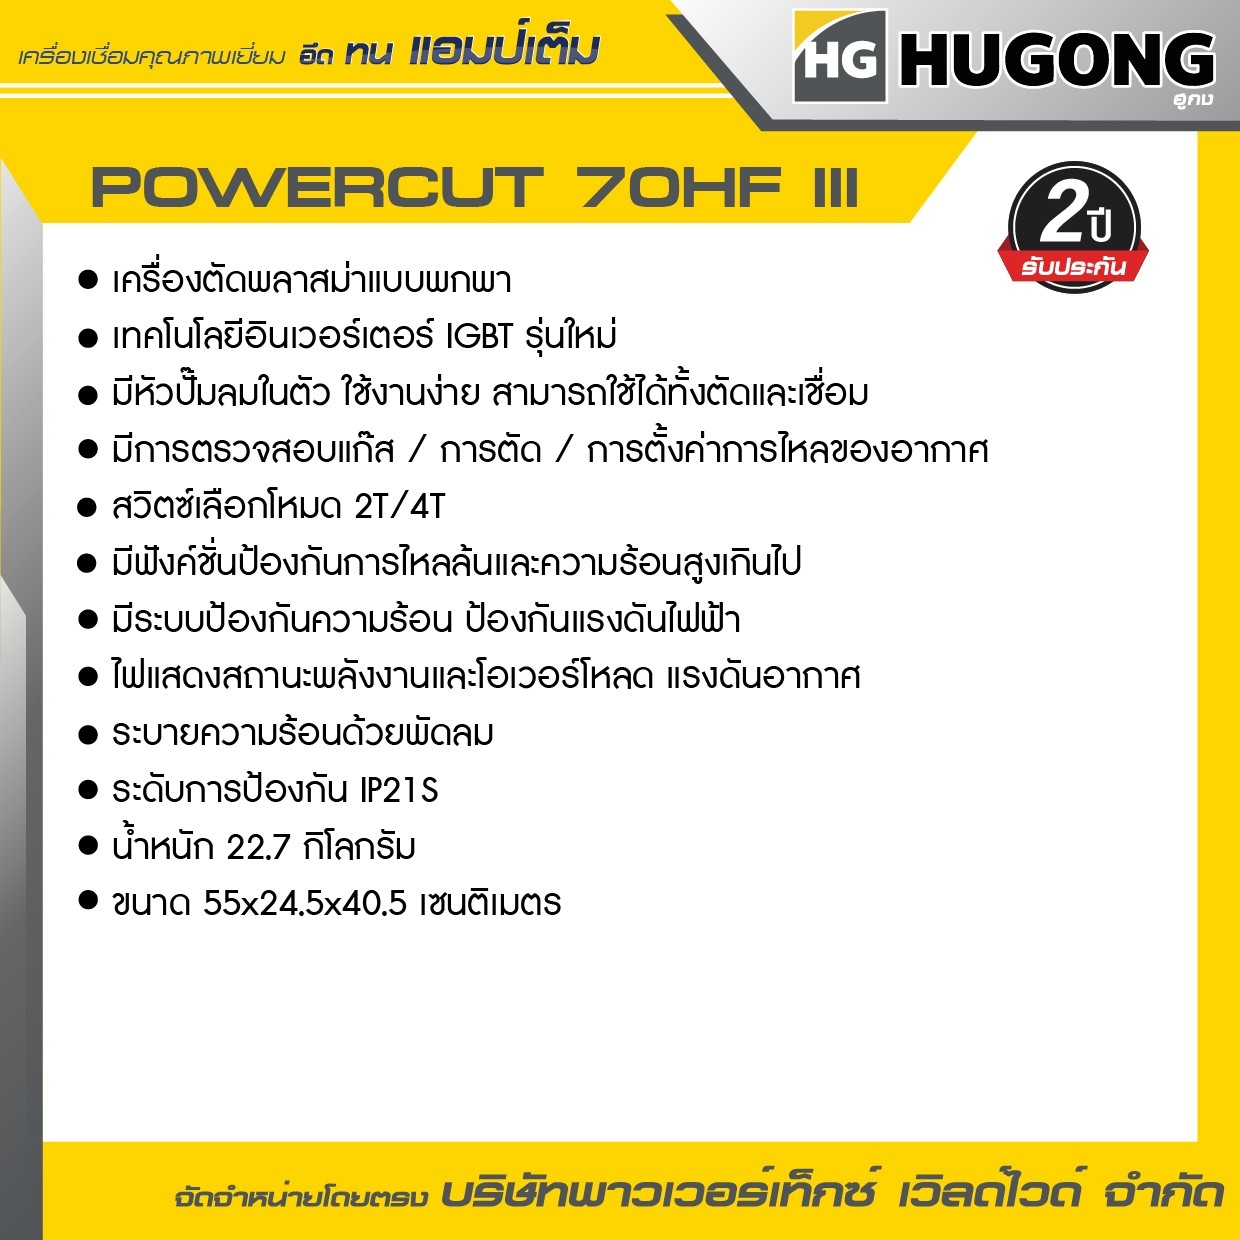 เครื่องเชื่อมคุณภาพเยี่ยม อึด ทน แอมป์เต็ม
HG HUGONG
ฮูกง
POWERCUT 70HF III
2 ปี
รับประกัน
● เครื่องตัดพลาสม่าแบบพกพา
● เทคโนโลยีอินเวอร์เตอร์ IGBT รุ่นใหม่
● มีหัวปั๊มลมในตัว ใช้งานง่าย สามารถใช้ได้ทั้งตัดและเชื่อม
● มีการตรวจสอบแก๊ส / การตัด / การตั้งค่าการไหลของอากาศ
● สวิตซ์เลือกโหมด 2T/4T
● มีฟังค์ชั่นป้องกันการไหลล้นและความร้อนสูงเกินไป
● มีระบบป้องกันความร้อน ป้องกันแรงดันไฟฟ้า
● ไฟแสดงสถานะพลังงานและโอเวอร์โหลด แรงดันอากาศ
● ระบายความร้อนด้วยพัดลม
● ระดับการป้องกัน IP21S
● น้ำหนัก 22.7 กิโลกรัม
● ขนาด 55x24.5x40.5 เซนติเมตร
จัดจำหน่ายโดยตรง บริษัทพาวเวอร์เท็กซ์ เวิลด์ไวด์ จำกัด